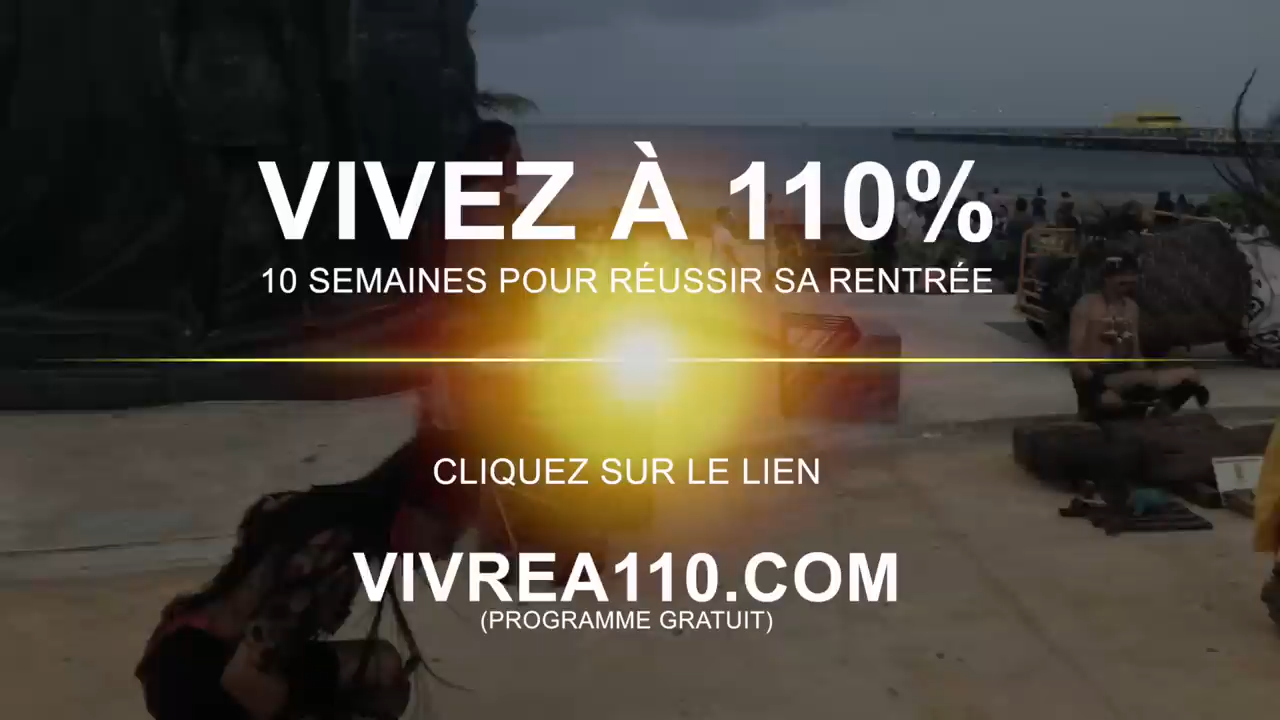 VIVEZ À 110%
10 SEMAINES POUR RÉUSSIR SA RENTRÉE
CLIQUEZ SUR LE LIEN
VIVREA110.COM
(PROGRAMME GRATUIT)